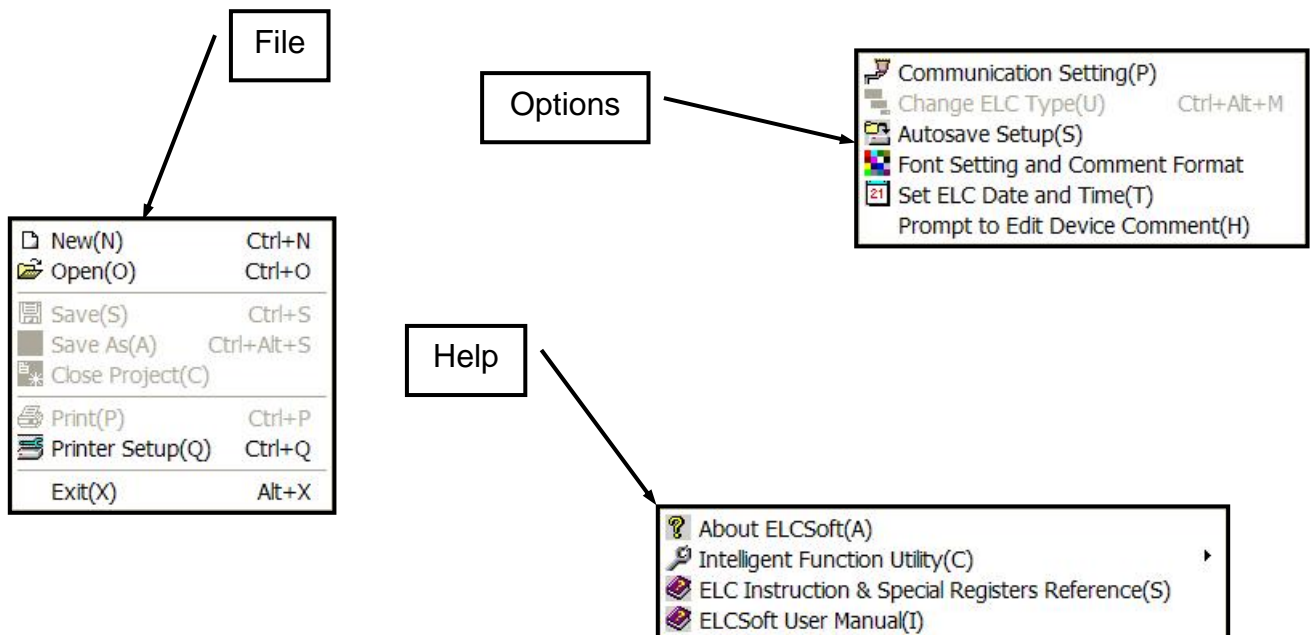 File
New(N) Ctrl+N
Open(O) Ctrl+O
Save(S) Ctrl+S
Save As(A) Ctrl+Alt+S
Close Project(C)
Print(P) Ctrl+P
Printer Setup(Q) Ctrl+Q
Exit(X) Alt+X
Options
Communication Setting(P)
Change ELC Type(U) Ctrl+Alt+M
Autosave Setup(S)
Font Setting and Comment Format
21 Set ELC Date and Time(T)
Prompt to Edit Device Comment(H)
Help
About ELCSoft(A)
Intelligent Function Utility(C)
ELC Instruction & Special Registers Reference(S)
ELCSoft User Manual(I)